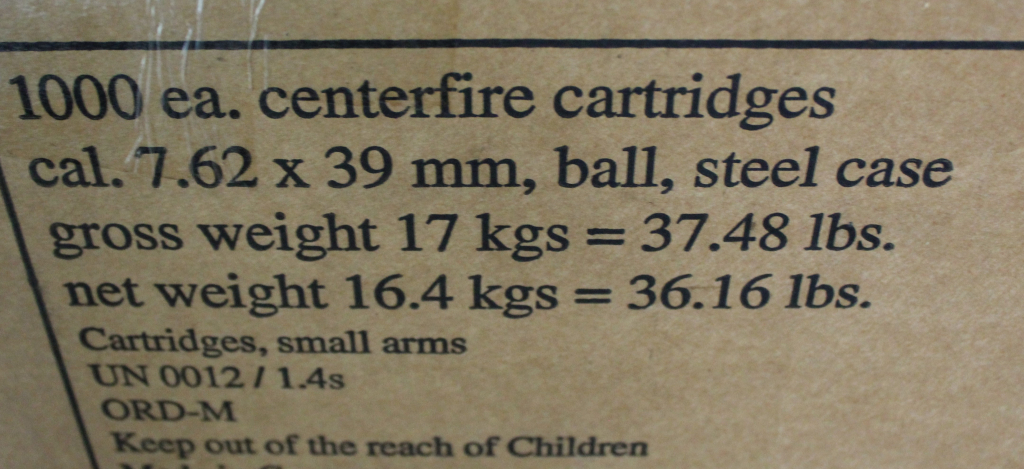 1000 ea. centerfire cartridges
cal. 7.62 x 39 mm, ball, steel case
gross weight 17 kgs = 37.48 lbs.
net weight 16.4 kgs = 36.16 lbs.
Cartridges, small arms
UN 0012 / 1.4s
ORD-M
Keep out of the reach of Children